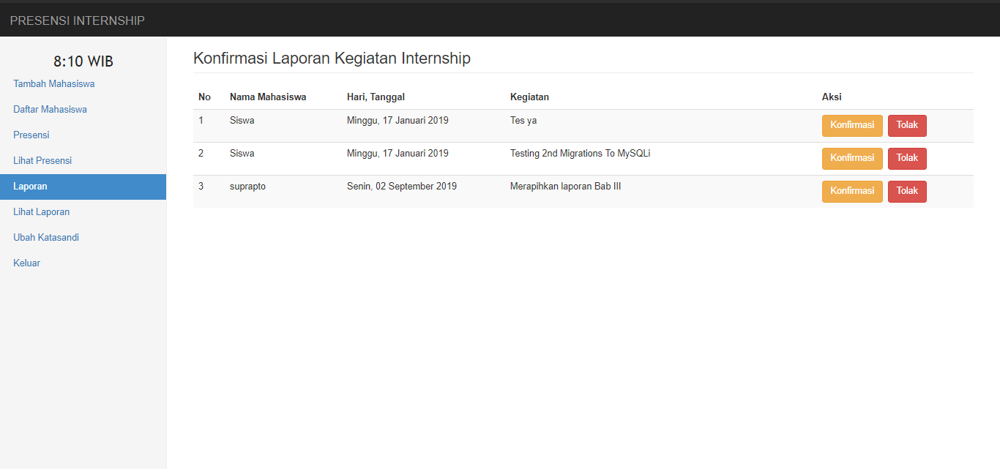 PRESENSI INTERNSHIP
8:10 WIB
Tambah Mahasiswa
Daftar Mahasiswa
Presensi
Lihat Presensi
Laporan
Lihat Laporan
Ubah Katasandi
Keluar
Konfirmasi Laporan Kegiatan Internship
No Nama Mahasiswa Hari, Tanggal Kegiatan Aksi
1 Siswa Minggu, 17 Januari 2019 Tes ya Konfirmasi Tolak
2 Siswa Minggu, 17 Januari 2019 Testing 2nd Migrations To MySQLi Konfirmasi Tolak
3 suprapto Senin, 02 September 2019 Merapihkan laporan Bab III Konfirmasi Tolak